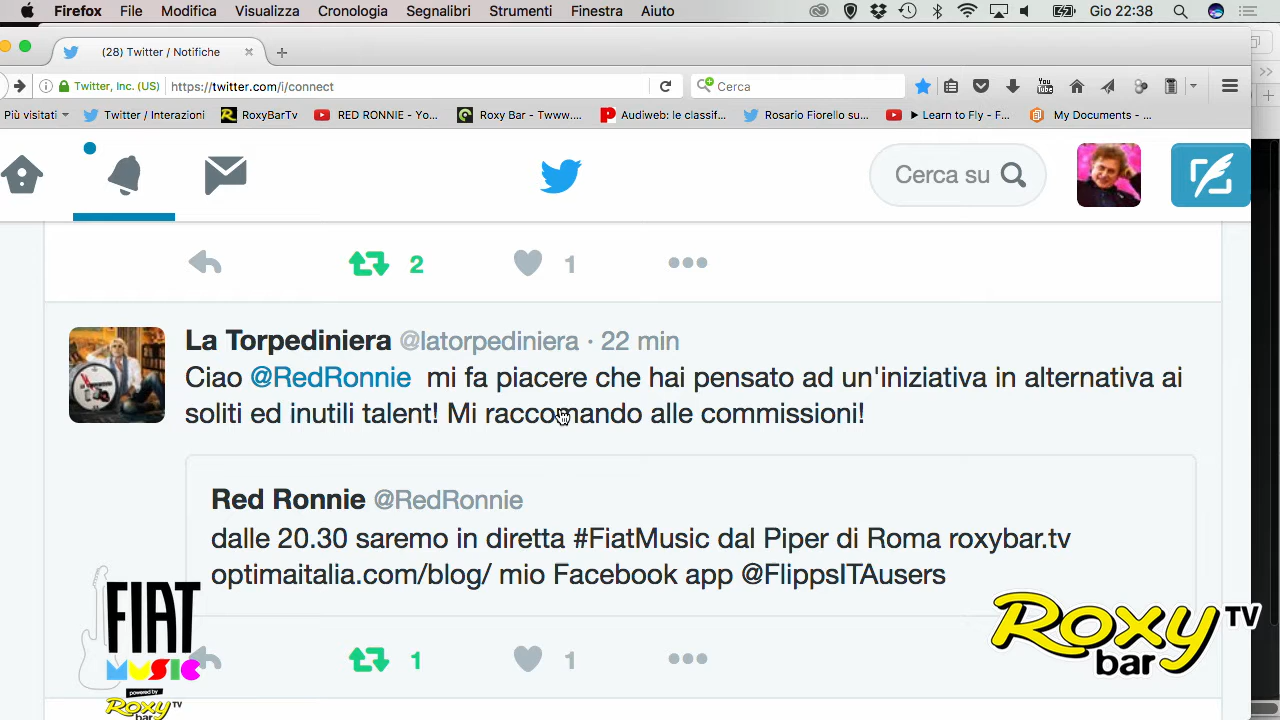 Firefox File Modifica Visualizza Cronologia Segnalibri Strumenti Finestra Aiuto Gio 22:38
(28) Twitter / Notifiche
Twitter, Inc. (US) https://twitter.com/i/connect Cerca
Più visitati Twitter / Interazioni RoxyBarTv RED RONNIE - Yo... Roxy Bar - Twww.... Audiweb: le classif... Rosario Fiorello su... ► Learn to Fly - F... My Documents - ...
Cerca su
2 1
La Torpediniera @latorpediniera · 22 min
Ciao @RedRonnie mi fa piacere che hai pensato ad un'iniziativa in alternativa ai
soliti ed inutili talent! Mi raccomando alle commissioni!
Red Ronnie @RedRonnie
dalle 20.30 saremo in diretta #FiatMusic dal Piper di Roma roxybar.tv
optimaitalia.com/blog/ mio Facebook app @FlippsITAusers
1 1
FIAT
MUSIC
powered by
Roxy bar TV
Roxy bar TV